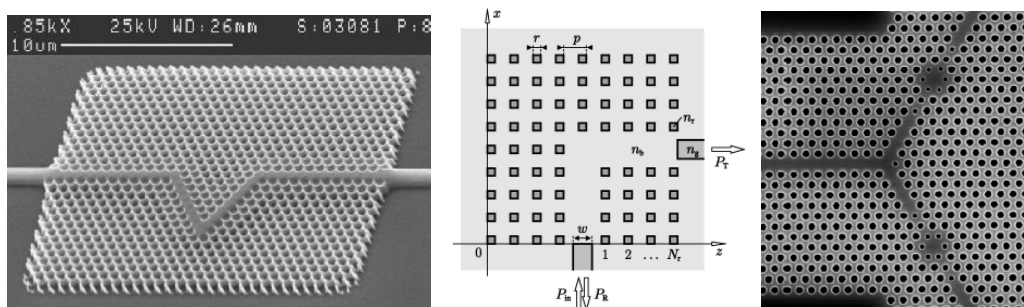 .85kX 25kV WD:26mm S:03081 P:8
10um
x
r p
n_r
n_b n_g
P_T
w
0 1 2 ... N_r z
P_in P_R